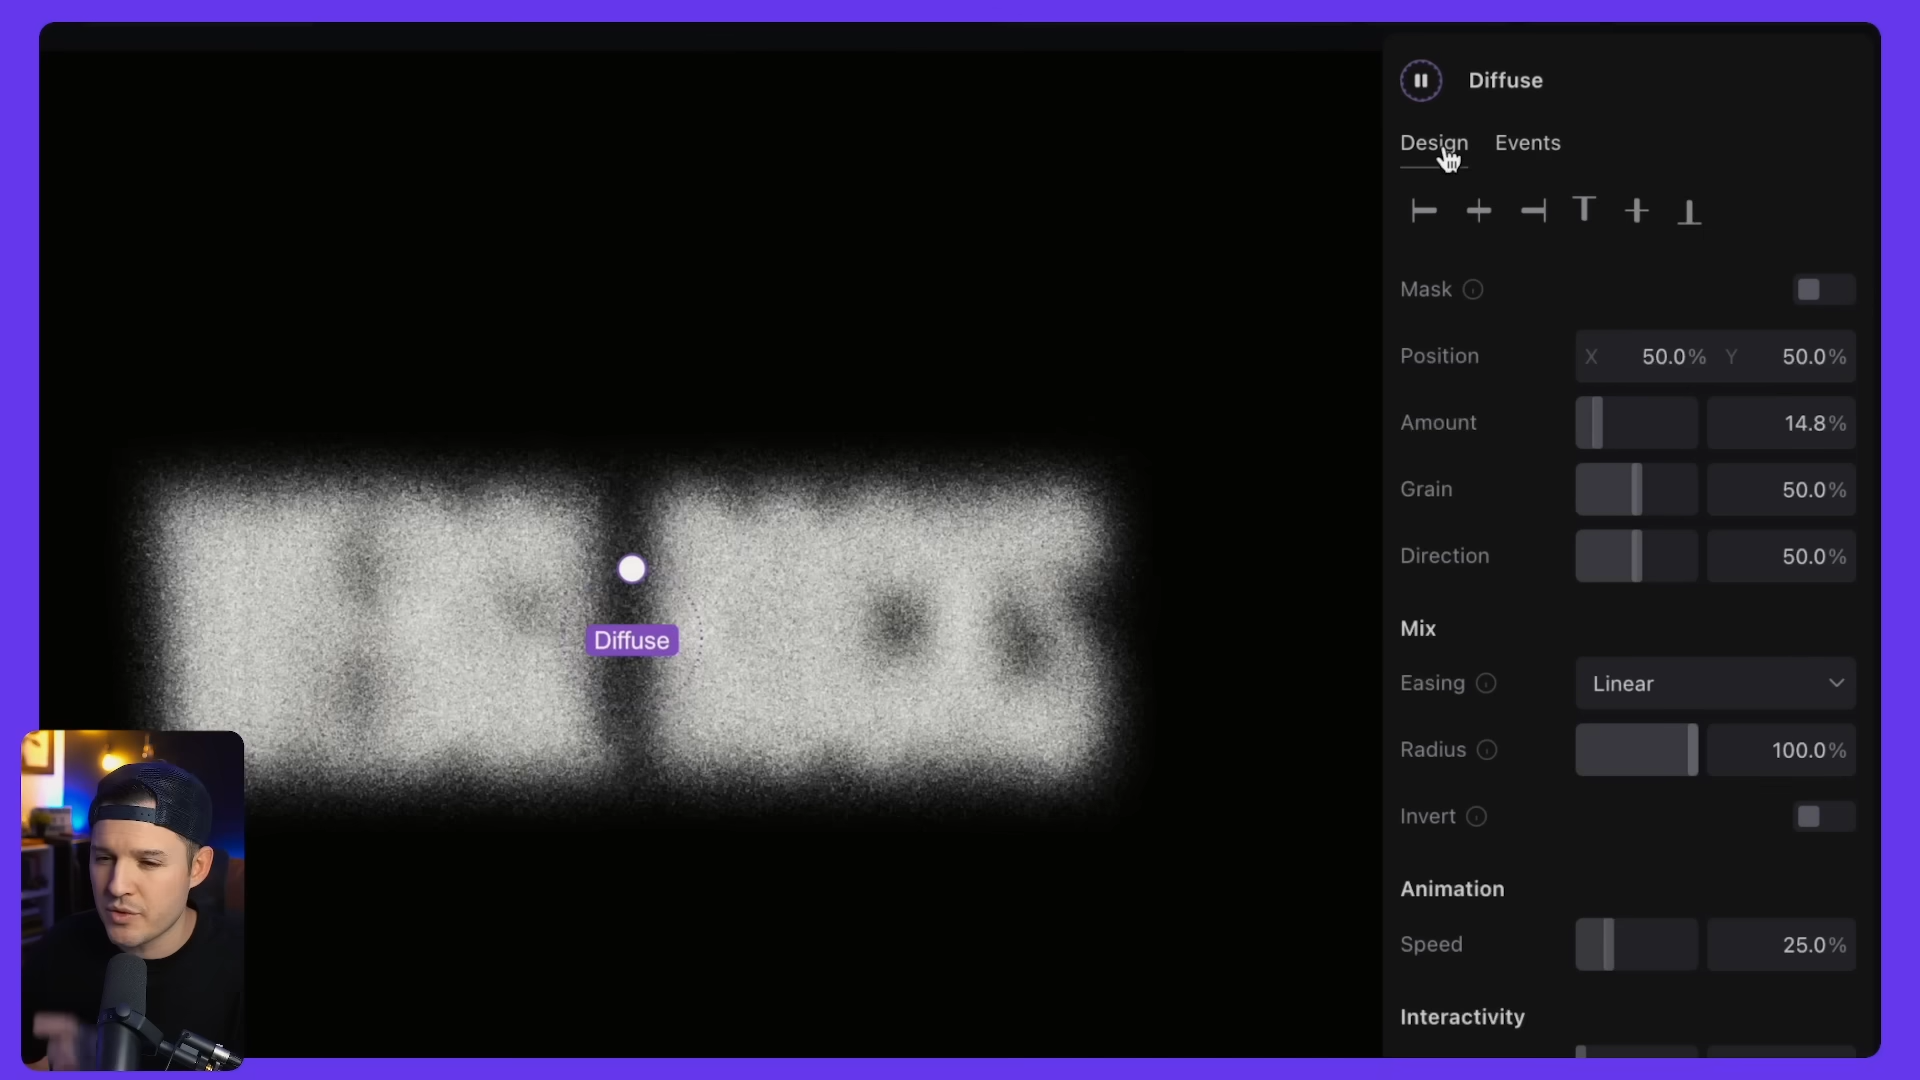 Diffuse
Design Events
Mask
Position X 50.0% Y 50.0%
Amount 14.8%
Grain 50.0%
Direction 50.0%
Mix
Easing Linear
Radius 100.0%
Invert
Animation
Speed 25.0%
Interactivity
Diffuse